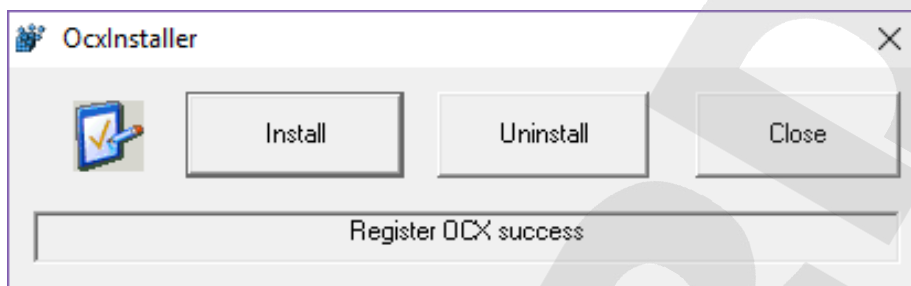 OcxInstaller
Install
Uninstall
Close
Register OCX success